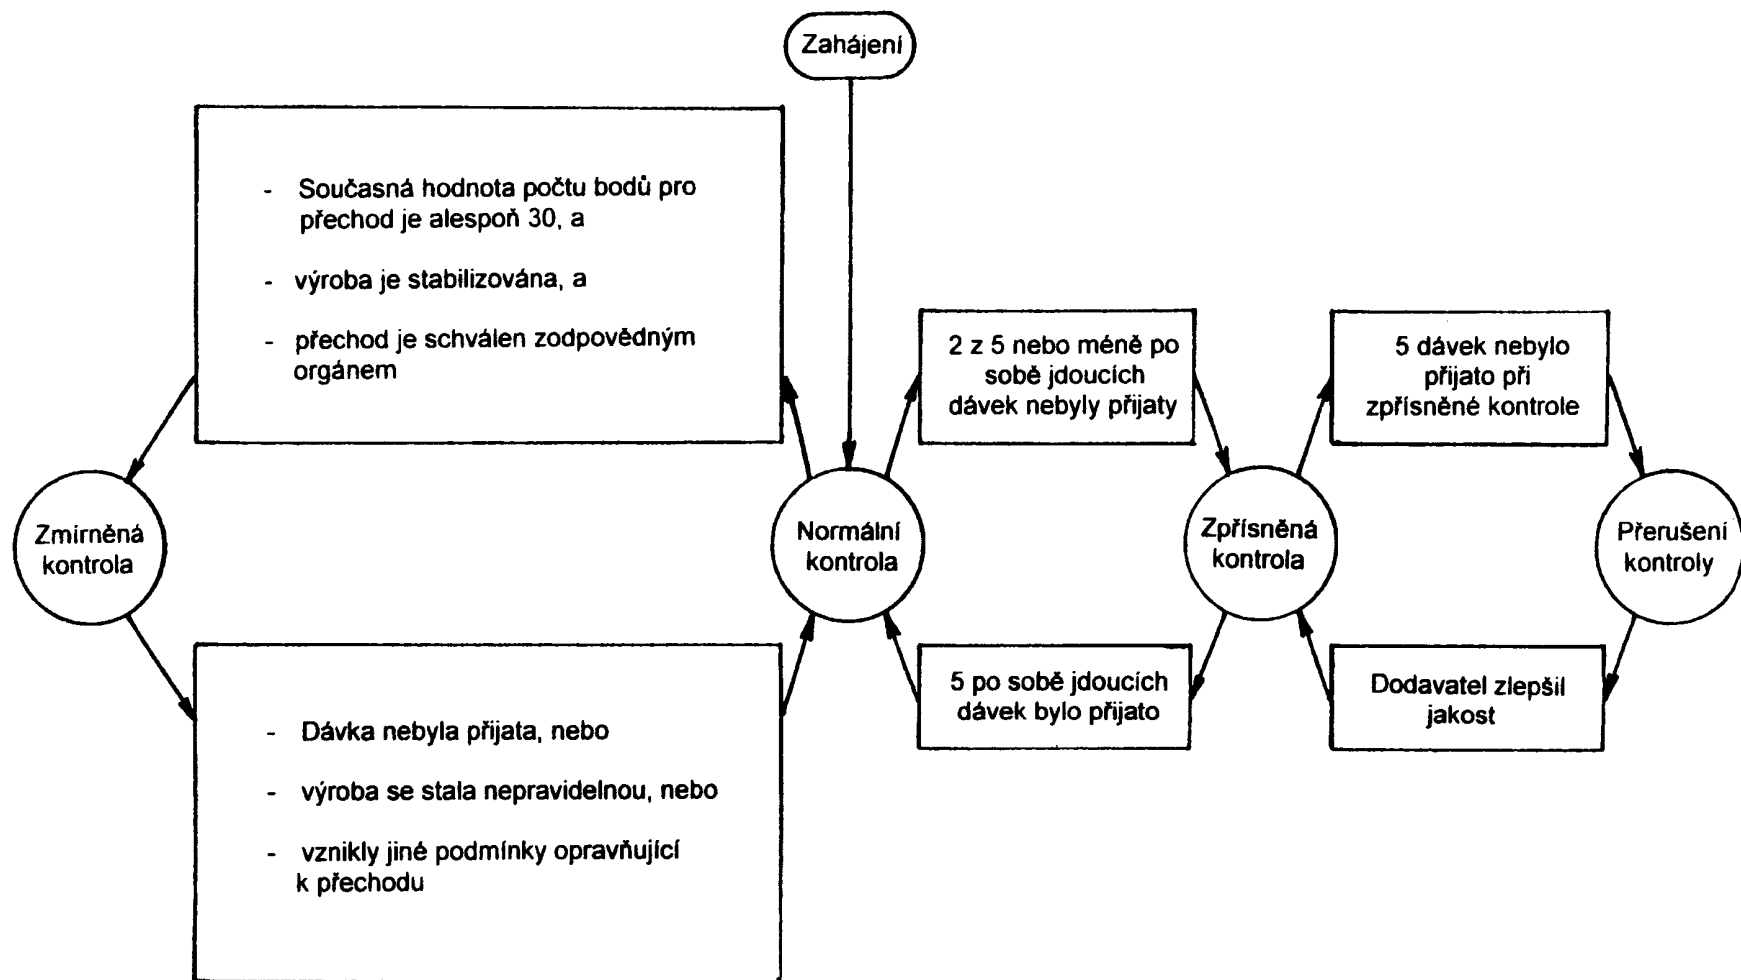 Zahájení
- Současná hodnota počtu bodů pro
přechod je alespoň 30, a
- výroba je stabilizována, a
- přechod je schválen zodpovědným
orgánem
2 z 5 nebo méně po
sobě jdoucích
dávek nebyly přijaty
5 dávek nebylo
přijato při
zpřísněné kontrole
Zmírněná
kontrola
Normální
kontrola
Zpřísněná
kontrola
Přerušení
kontroly
- Dávka nebyla přijata, nebo
- výroba se stala nepravidelnou, nebo
- vznikly jiné podmínky opravňující
k přechodu
5 po sobě jdoucích
dávek bylo přijato
Dodavatel zlepšil
jakost